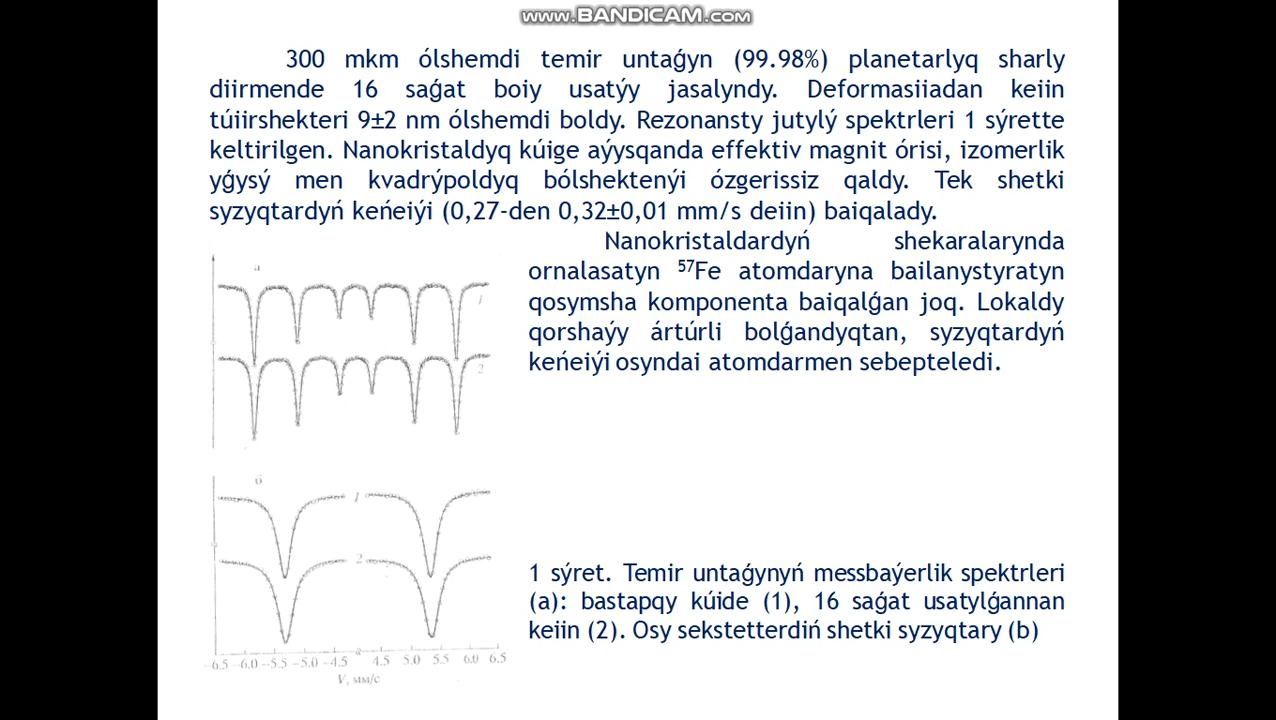 www.BANDICAM.com
300 mkm ólshemdi temir untaǵyn (99.98%) planetarlyq sharly
diirmende 16 saǵat boiy usatýy jasalyndy. Deformasiiadan keiin
túiirshekteri 9±2 nm ólshemdi boldy. Rezonansty jutylý spektrleri 1 sýrette
keltirilgen. Nanokristaldyq kúige aýysqanda effektiv magnit órisi, izomerlik
yǵysý men kvadrýpoldyq bólshektenýi ózgerissiz qaldy. Tek shetki
syzyqtardyń keńeiýi (0,27-den 0,32±0,01 mm/s deiin) baiqalady.
Nanokristaldardyń shekaralarynda
ornalasatyn ⁵⁷Fe atomdaryna bailanystyratyn
qosymsha komponenta baiqalǵan joq. Lokaldy
qorshaýy ártúrli bolǵandyqtan, syzyqtardyń
keńeiýi osyndai atomdarmen sebepteledi.
а
1
2
б
1
2
-6.5 -6.0 -5.5 -5.0 -4.5 4.5 5.0 5.5 6.0 6.5
V, мм/с
1 sýret. Temir untaǵynyń messbaýerlik spektrleri
(a): bastapqy kúide (1), 16 saǵat usatylǵannan
keiin (2). Osy sekstetterdiń shetki syzyqtary (b)